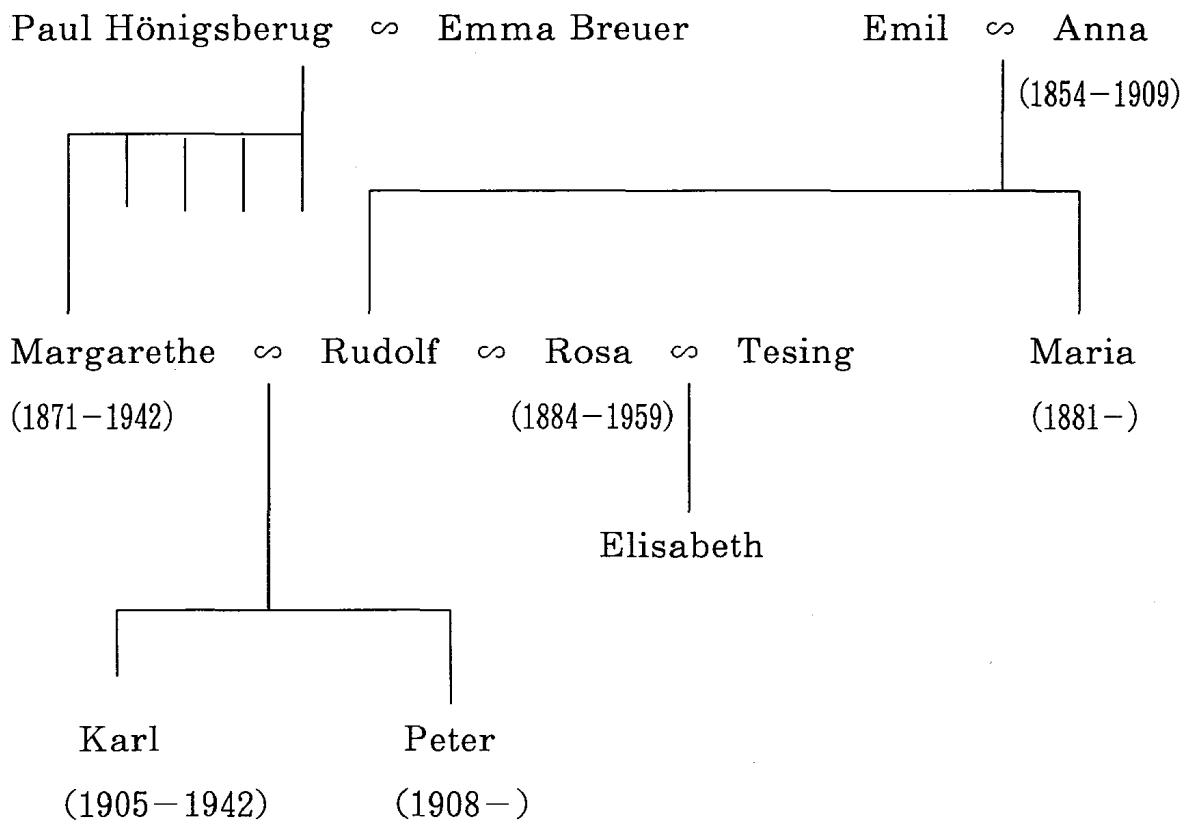 Paul Hönigsberug ∽ Emma Breuer Emil ∽ Anna
(1854-1909)
Margarethe ∽ Rudolf ∽ Rosa ∽ Tesing Maria
(1871-1942) (1884-1959) (1881-)
Elisabeth
Karl Peter
(1905-1942) (1908-)